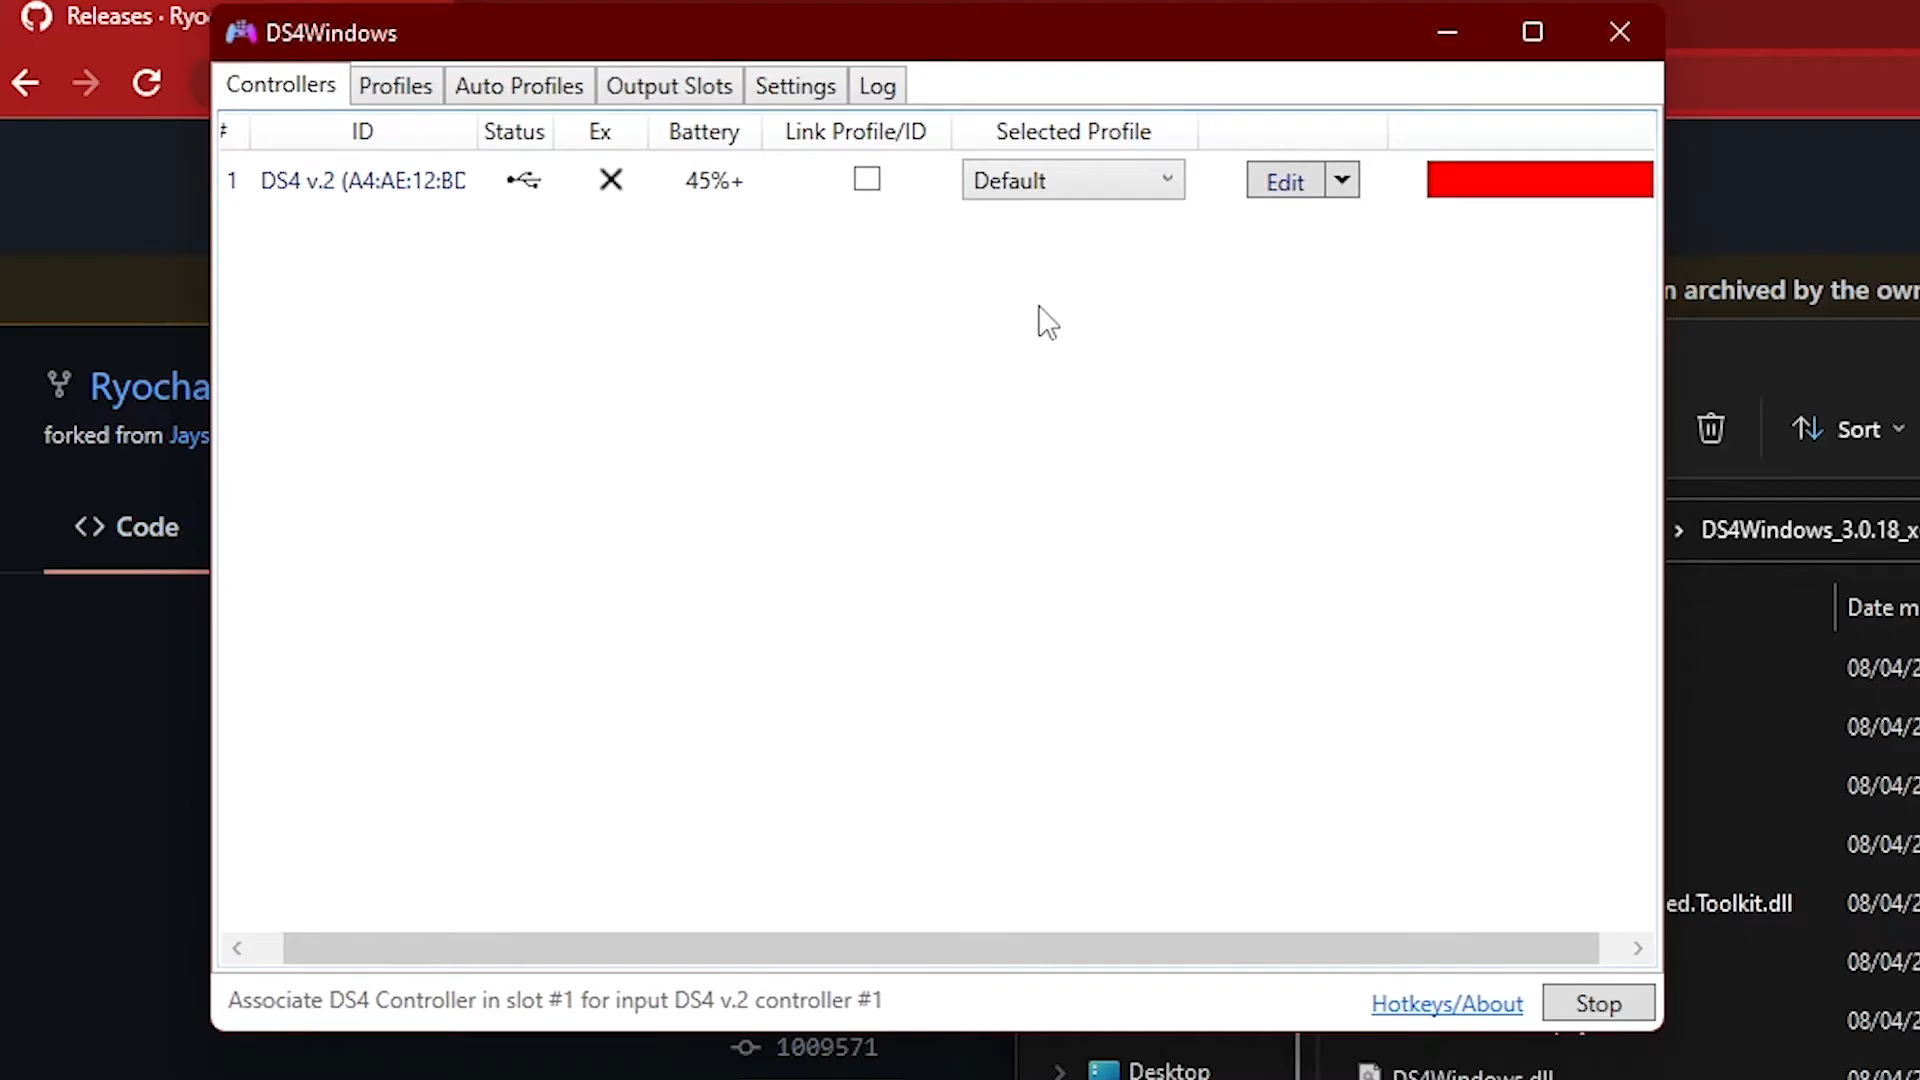 Releases · Ryo
DS4Windows
Controllers
Profiles
Auto Profiles
Output Slots
Settings
Log
ID
Status
Ex
Battery
Link Profile/ID
Selected Profile
1
DS4 v.2 (A4:AE:12:BD
45%+
Default
Edit
archived by the own
Ryocha
forked from Jays
Sort
Code
DS4Windows_3.0.18_x
Date m
08/04/2
08/04/2
08/04/2
08/04/2
ed.Toolkit.dll
08/04/2
08/04/2
Associate DS4 Controller in slot #1 for input DS4 v.2 controller #1
Hotkeys/About
Stop
08/04/2
1009571
Desktop
DS4Windows.dll
08/04/2